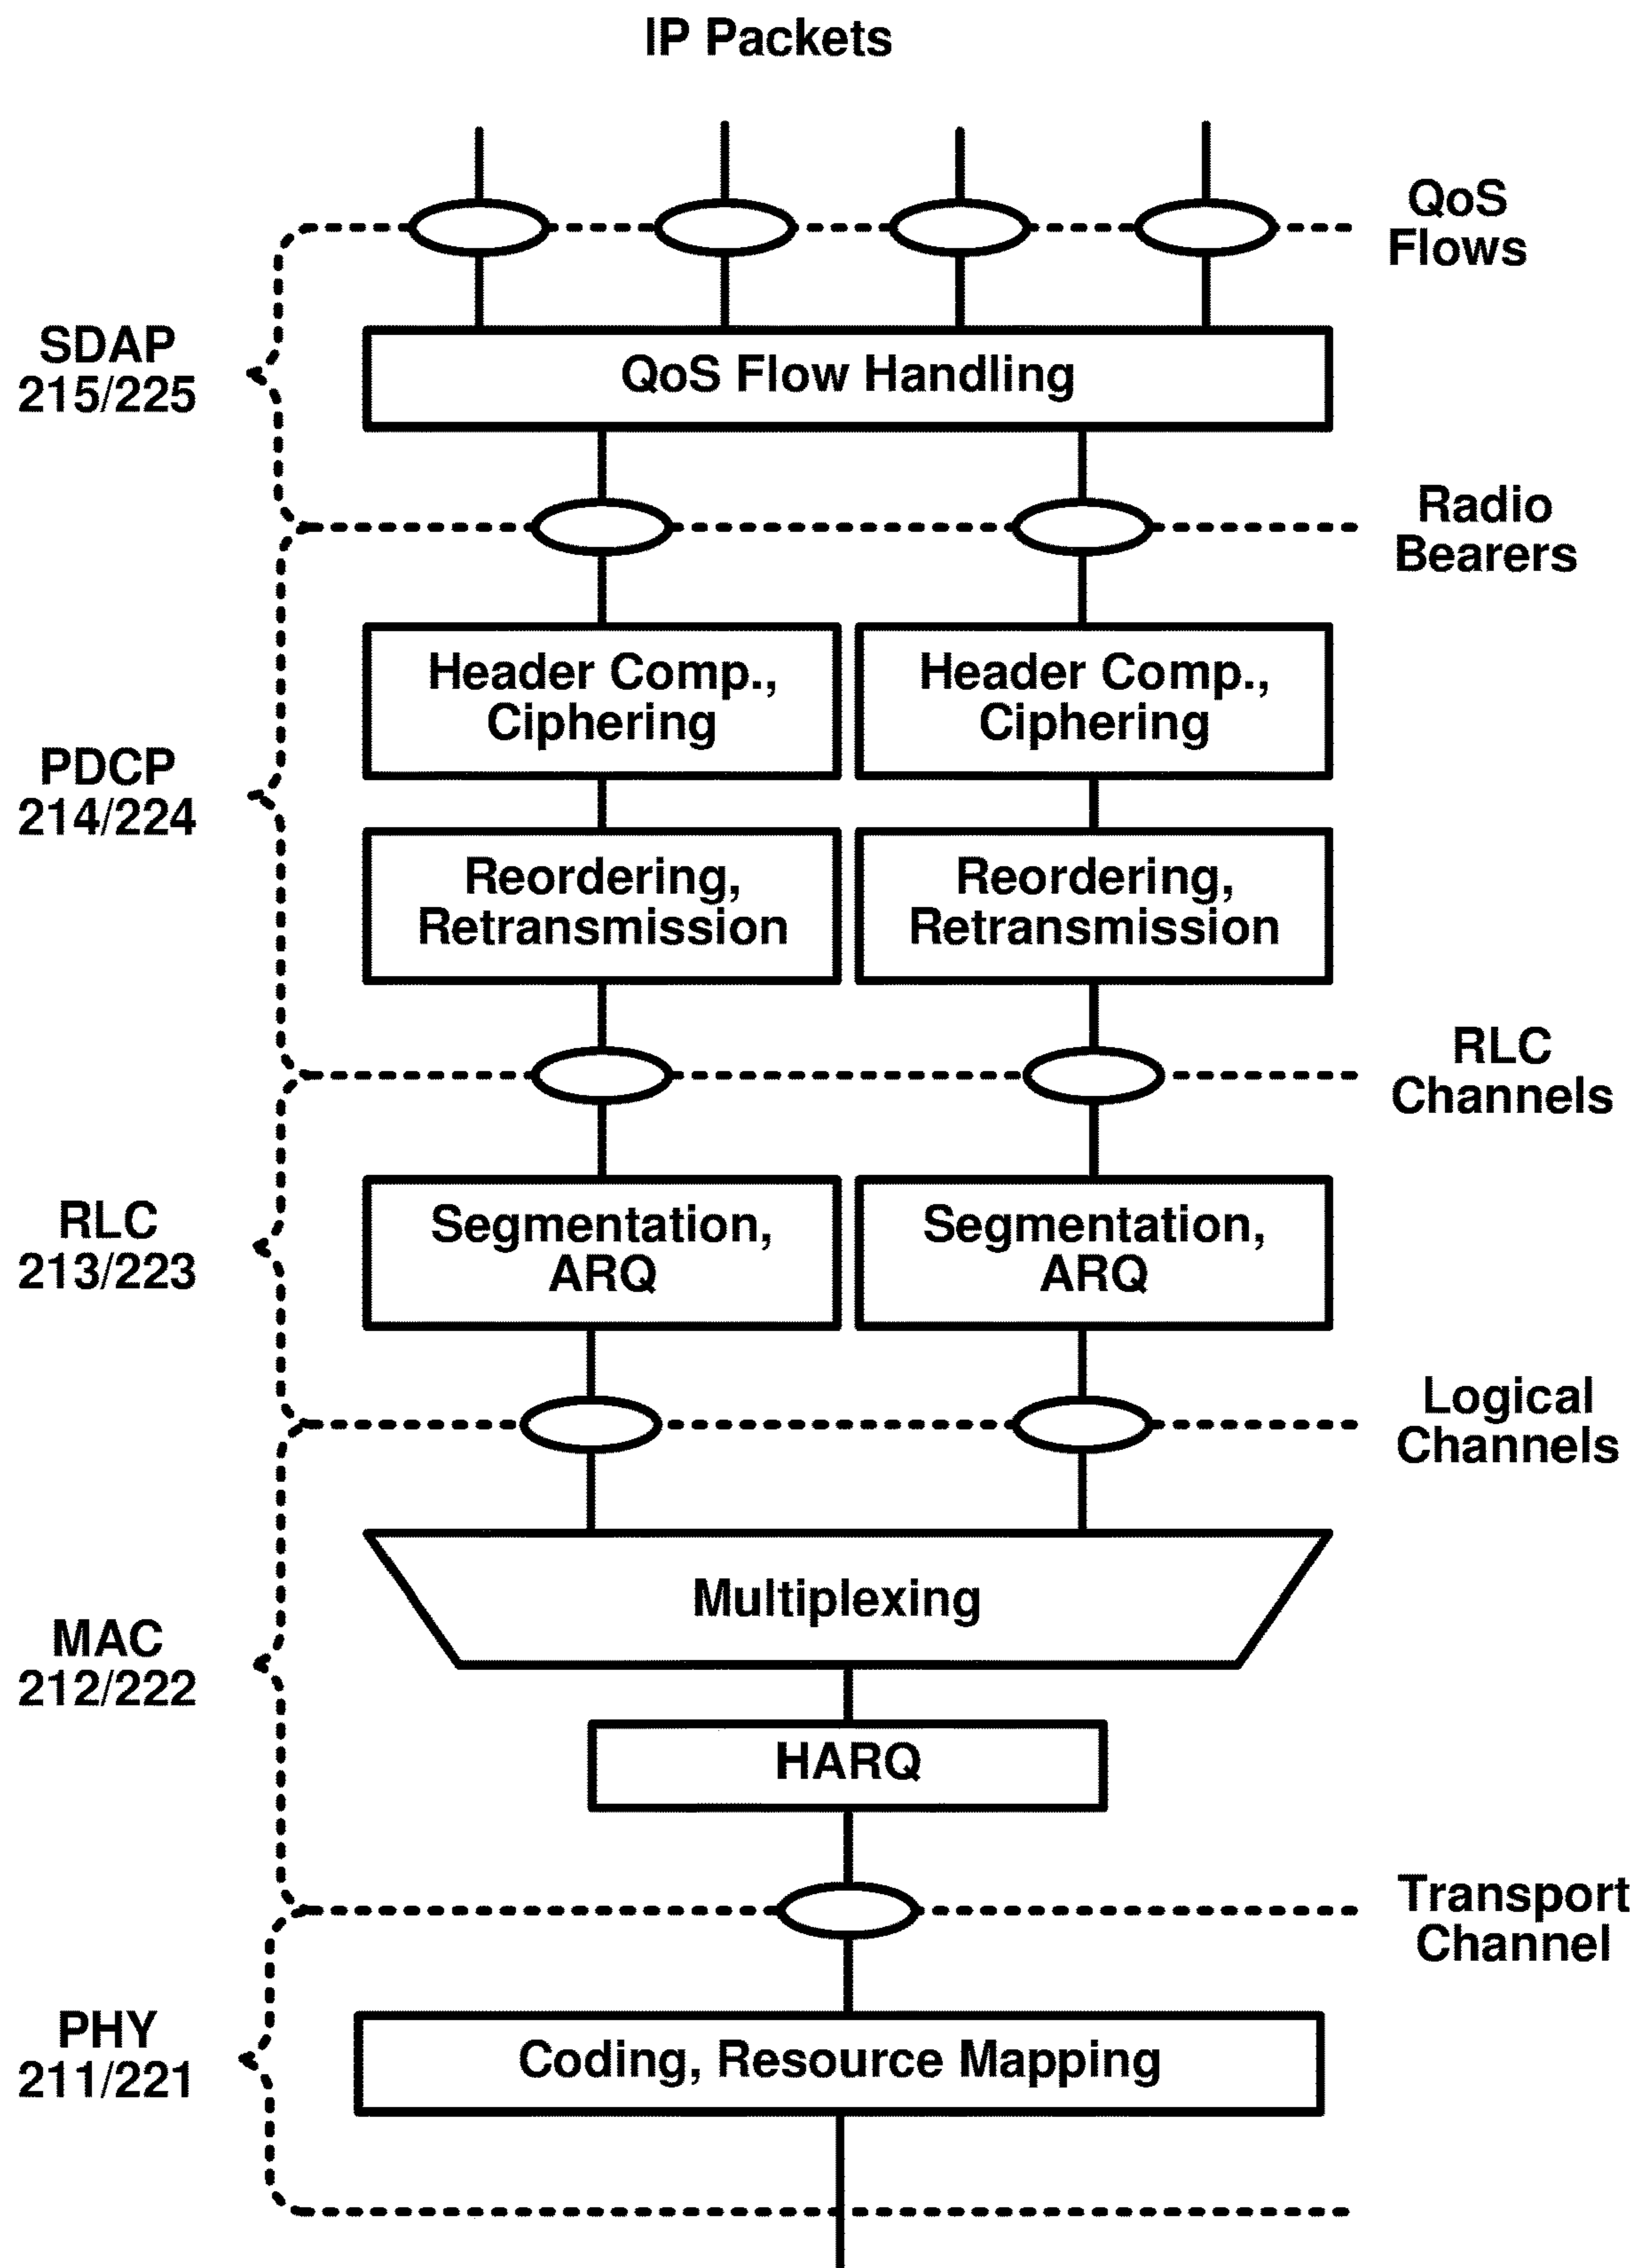 IP Packets
QoS
Flows
SDAP
215/225
QoS Flow Handling
Radio
Bearers
Header Comp.,
Ciphering
Header Comp.,
Ciphering
PDCP
214/224
Reordering,
Retransmission
Reordering,
Retransmission
RLC
Channels
RLC
213/223
Segmentation,
ARQ
Segmentation,
ARQ
Logical
Channels
Multiplexing
MAC
212/222
HARQ
Transport
Channel
PHY
211/221
Coding, Resource Mapping